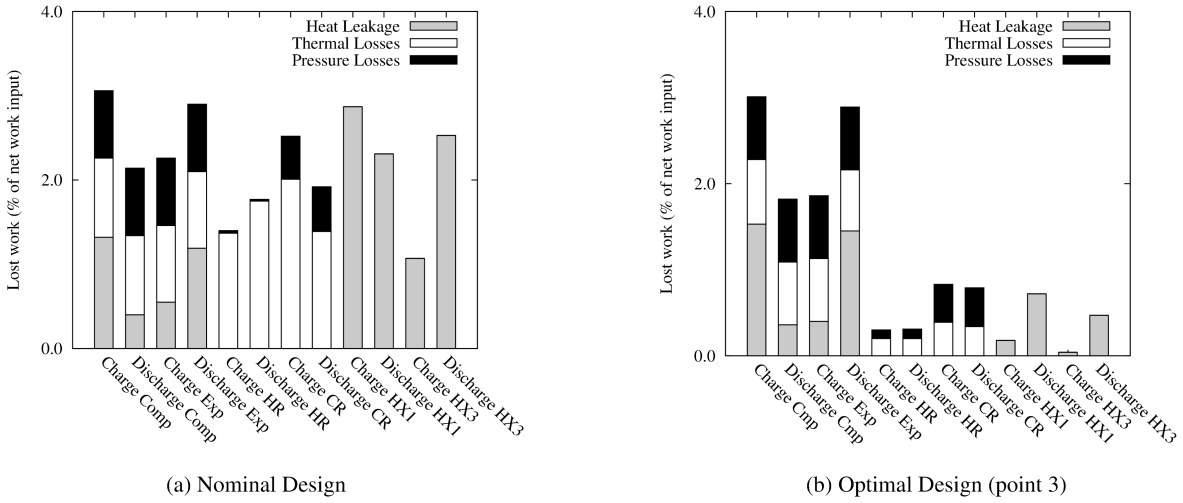 4.0
2.0
0.0
Lost work (% of net work input)
Heat Leakage
Thermal Losses
Pressure Losses
Charge Comp
Discharge Comp
Charge Exp
Discharge Exp
Charge HR
Discharge HR
Charge CR
Discharge CR
Charge HX1
Discharge HX1
Charge HX3
Discharge HX3
(a) Nominal Design
4.0
2.0
0.0
Lost work (% of net work input)
Heat Leakage
Thermal Losses
Pressure Losses
Charge Cmp
Discharge Cmp
Charge Exp
Discharge Exp
Charge HR
Discharge HR
Charge CR
Discharge CR
Charge HX1
Discharge HX1
Charge HX3
Discharge HX3
(b) Optimal Design (point 3)